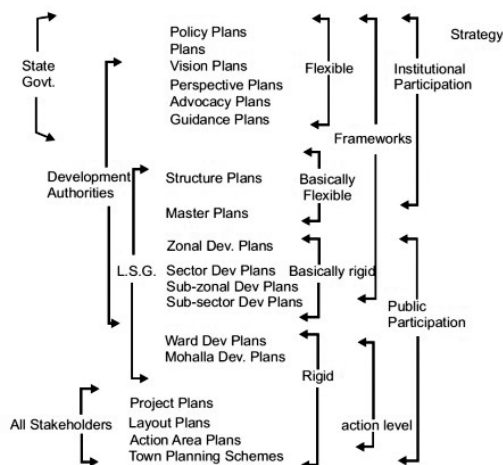 Policy Plans
Strategy
Plans
State
Govt.
Vision Plans
Flexible
Institutional
Participation
Perspective Plans
Advocacy Plans
Guidance Plans
Frameworks
Development
Authorities
Structure Plans
Basically
Flexible
Master Plans
Zonal Dev. Plans
L.S.G.
Sector Dev Plans
Basically rigid
Sub-zonal Dev Plans
Sub-sector Dev Plans
Public
Participation
Ward Dev Plans
Mohalla Dev. Plans
Rigid
Project Plans
All Stakeholders
Layout Plans
action level
Action Area Plans
Town Planning Schemes